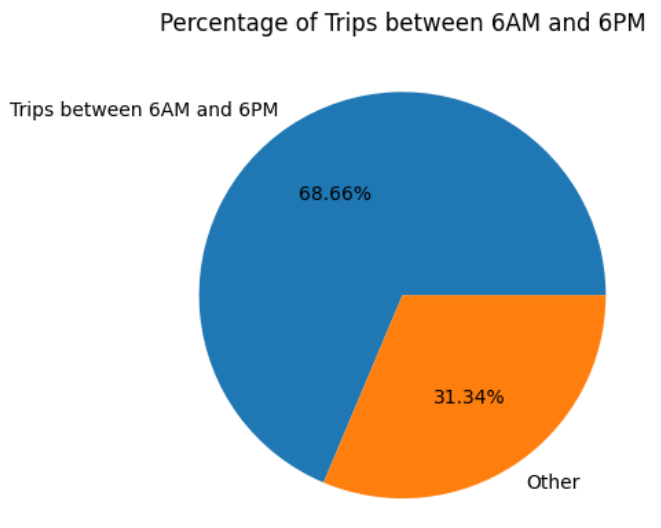 Percentage of Trips between 6AM and 6PM
Trips between 6AM and 6PM
68.66%
31.34%
Other